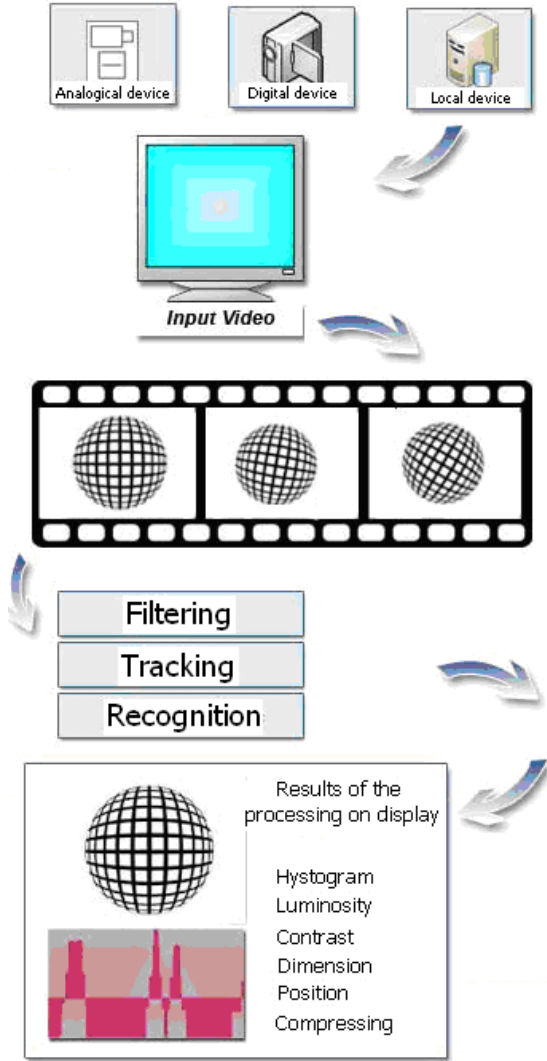 Analogical device
Digital device
Local device
Input Video
Filtering
Tracking
Recognition
Results of the
processing on display
Hystogram
Luminosity
Contrast
Dimension
Position
Compressing